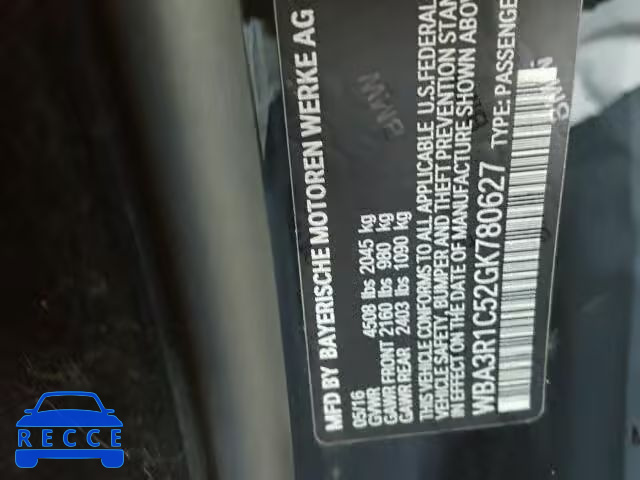 MFD BY BAYERISCHE MOTOREN WERKE AG
05/16
GVWR 4508 lbs 2045 kg
GAWR FRONT 2160 lbs 980 kg
GAWR REAR 2403 lbs 1090 kg
THIS VEHICLE CONFORMS TO ALL APPLICABLE U.S.FEDERAL
VEHICLE SAFETY, BUMPER AND THEFT PREVENTION STAN
IN EFFECT ON THE DATE OF MANUFACTURE SHOWN ABOV
WBA3R1C52GK780627 TYPE: PASSENGE
BMW
BMW
RECCE